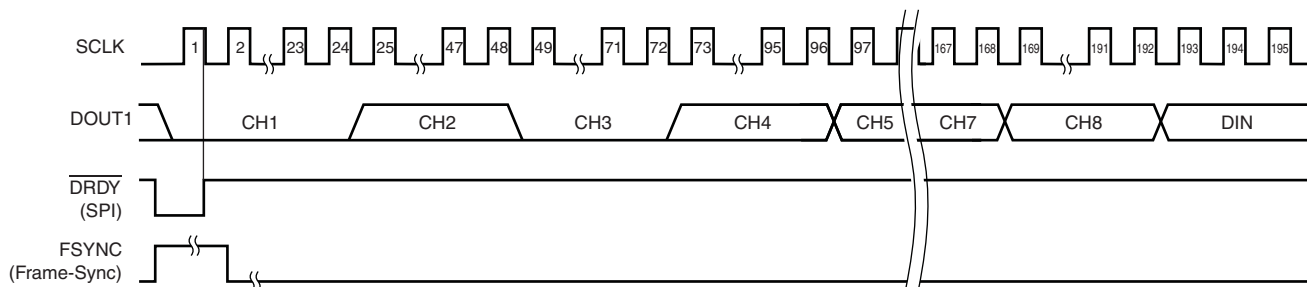 SCLK 1 2 23 24 25 47 48 49 71 72 73 95 96 97 167 168 169 191 192 193 194 195
DOUT1 CH1 CH2 CH3 CH4 CH5 CH7 CH8 DIN
DRDY
(SPI)
FSYNC
(Frame-Sync)